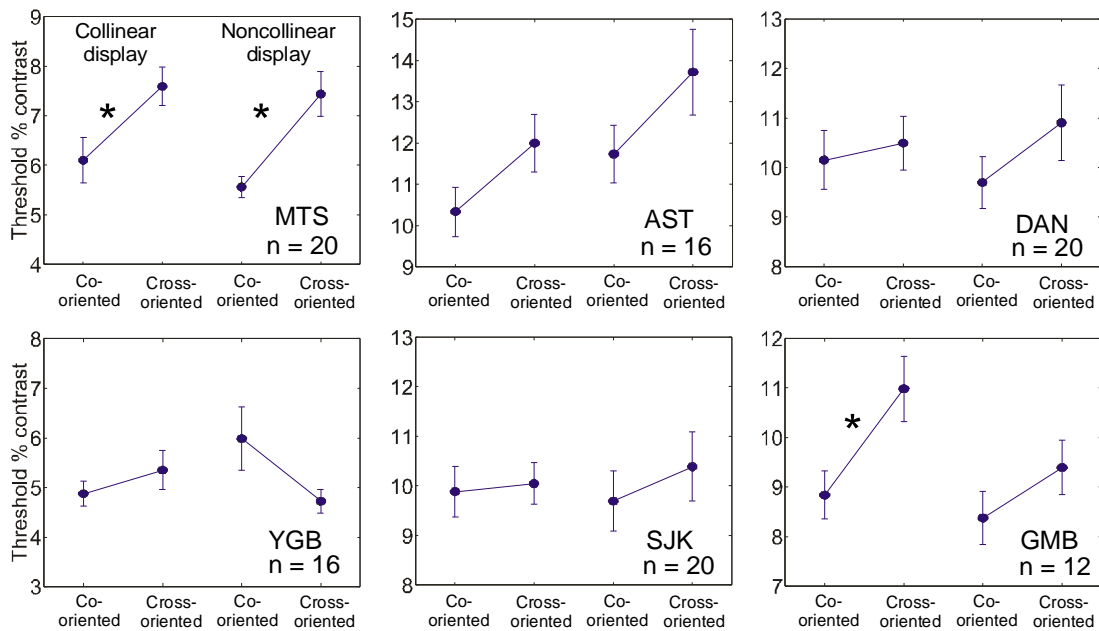 Threshold % contrast
9
8
7
6
5
4
Collinear
display
Noncollinear
display
*
*
MTS
n = 20
Co-
oriented
Cross-
oriented
Co-
oriented
Cross-
oriented
15
14
13
12
11
10
9
AST
n = 16
Co-
oriented
Cross-
oriented
Co-
oriented
Cross-
oriented
13
12
11
10
9
8
DAN
n = 20
Co-
oriented
Cross-
oriented
Co-
oriented
Cross-
oriented
Threshold % contrast
8
7
6
5
4
3
YGB
n = 16
Co-
oriented
Cross-
oriented
Co-
oriented
Cross-
oriented
13
12
11
10
9
8
SJK
n = 20
Co-
oriented
Cross-
oriented
Co-
oriented
Cross-
oriented
12
11
10
9
8
7
*
GMB
n = 12
Co-
oriented
Cross-
oriented
Co-
oriented
Cross-
oriented